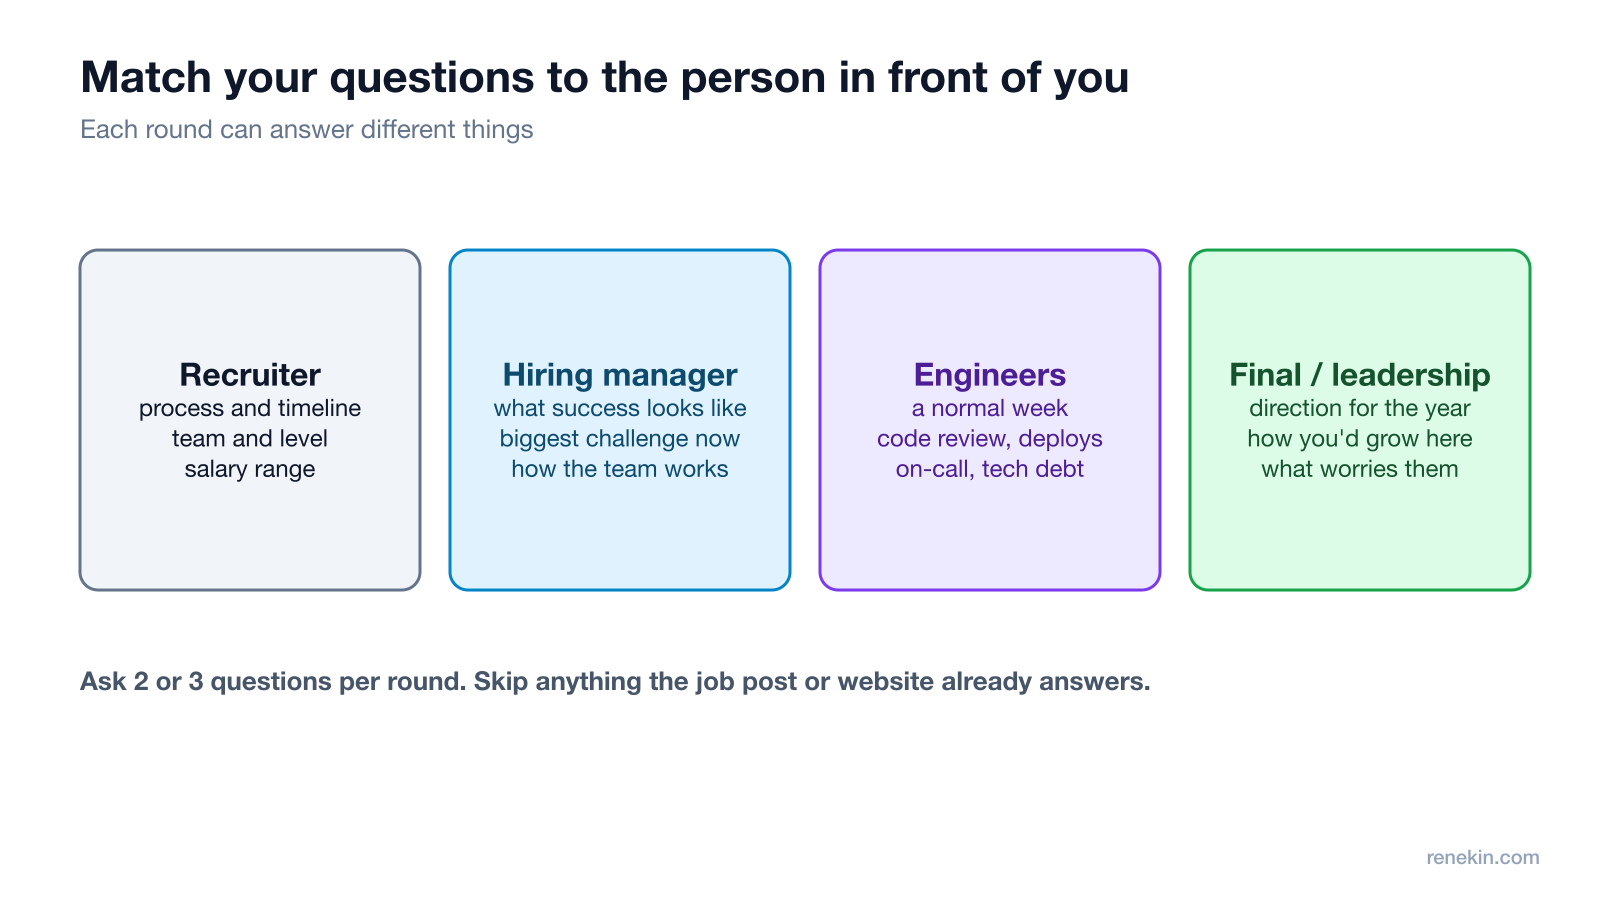 Match your questions to the person in front of you
Each round can answer different things
Recruiter
process and timeline
team and level
salary range
Hiring manager
what success looks like
biggest challenge now
how the team works
Engineers
a normal week
code review, deploys
on-call, tech debt
Final / leadership
direction for the year
how you'd grow here
what worries them
Ask 2 or 3 questions per round. Skip anything the job post or website already answers.
renekin.com